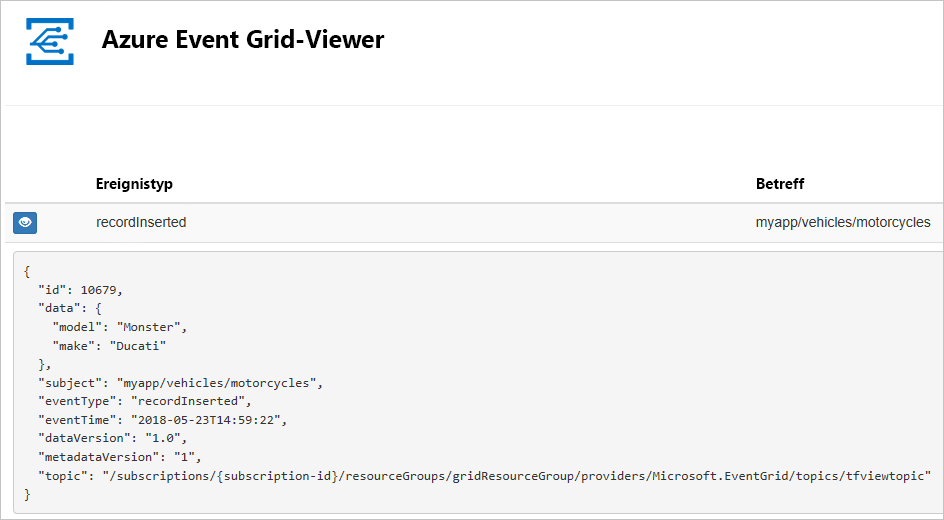 Azure Event Grid-Viewer
Ereignistyp Betreff
recordInserted myapp/vehicles/motorcycles
{
  "id": 10679,
  "data": {
    "model": "Monster",
    "make": "Ducati"
  },
  "subject": "myapp/vehicles/motorcycles",
  "eventType": "recordInserted",
  "eventTime": "2018-05-23T14:59:22",
  "dataVersion": "1.0",
  "metadataVersion": "1",
  "topic": "/subscriptions/{subscription-id}/resourceGroups/gridResourceGroup/providers/Microsoft.EventGrid/topics/tfviewtopic"
}